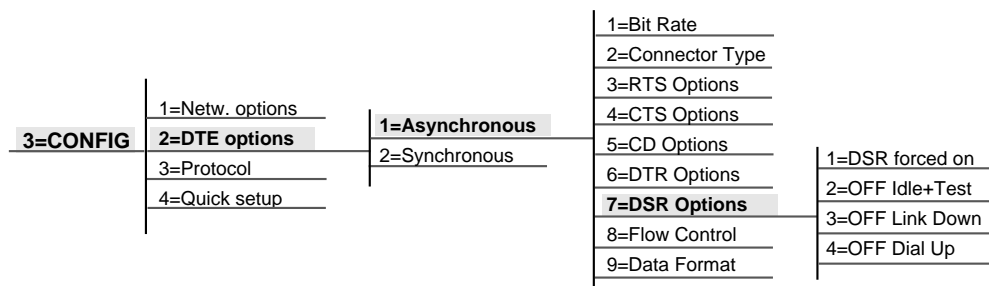 3=CONFIG
1=Netw. options
2=DTE options
3=Protocol
4=Quick setup
1=Asynchronous
2=Synchronous
1=Bit Rate
2=Connector Type
3=RTS Options
4=CTS Options
5=CD Options
6=DTR Options
7=DSR Options
8=Flow Control
9=Data Format
1=DSR forced on
2=OFF Idle+Test
3=OFF Link Down
4=OFF Dial Up